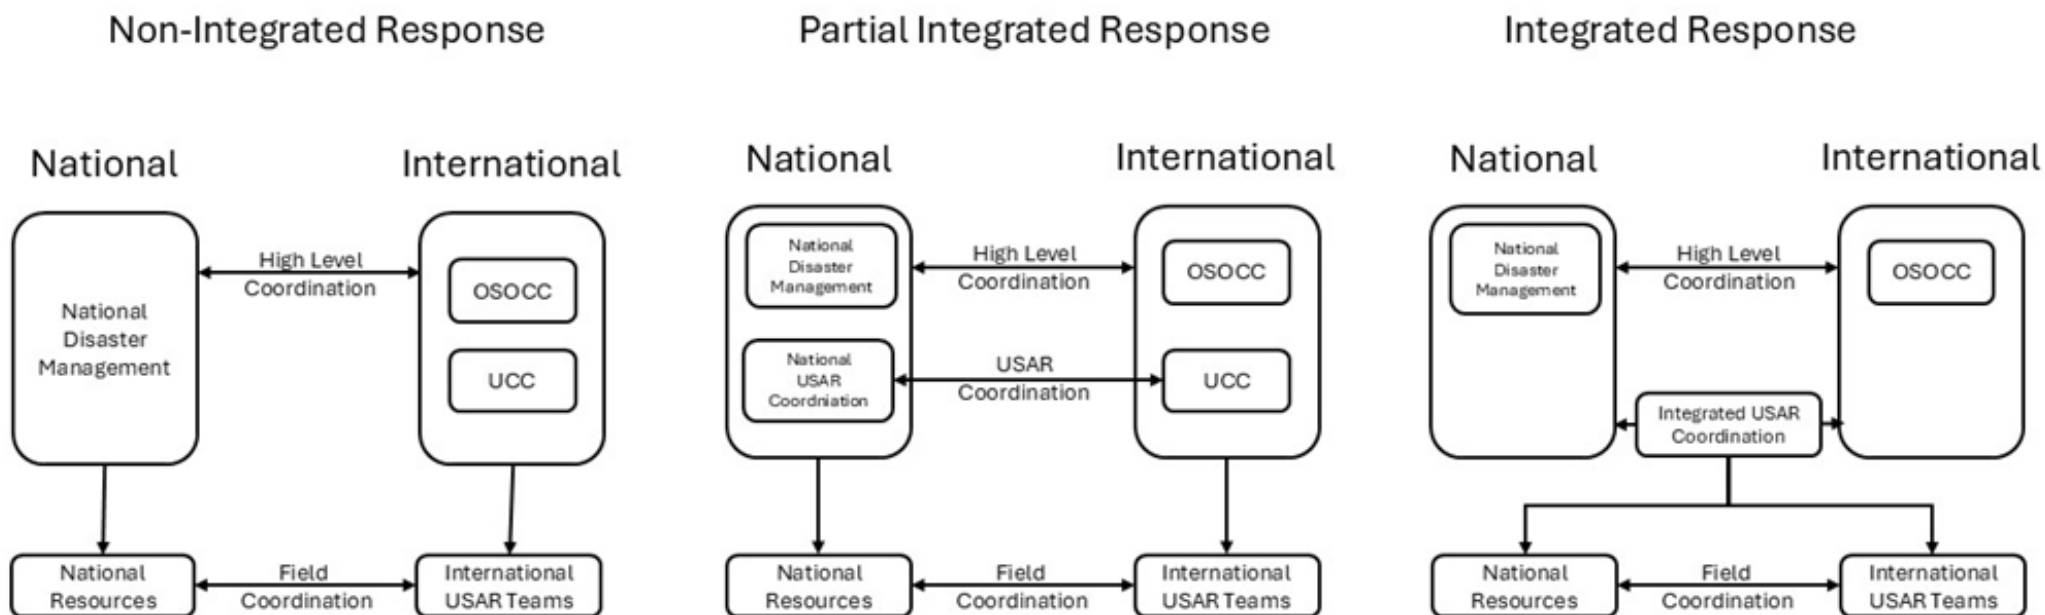 Non-Integrated Response
National
International
National
Disaster
Management
High Level
Coordination
OSOCC
UCC
National
Resources
Field
Coordination
International
USAR Teams
Partial Integrated Response
National
International
National
Disaster
Management
High Level
Coordination
OSOCC
National
USAR
Coordniation
USAR
Coordination
UCC
National
Resources
Field
Coordination
International
USAR Teams
Integrated Response
National
International
National
Disaster
Management
High Level
Coordination
OSOCC
Integrated USAR
Coordination
National
Resources
Field
Coordination
International
USAR Teams